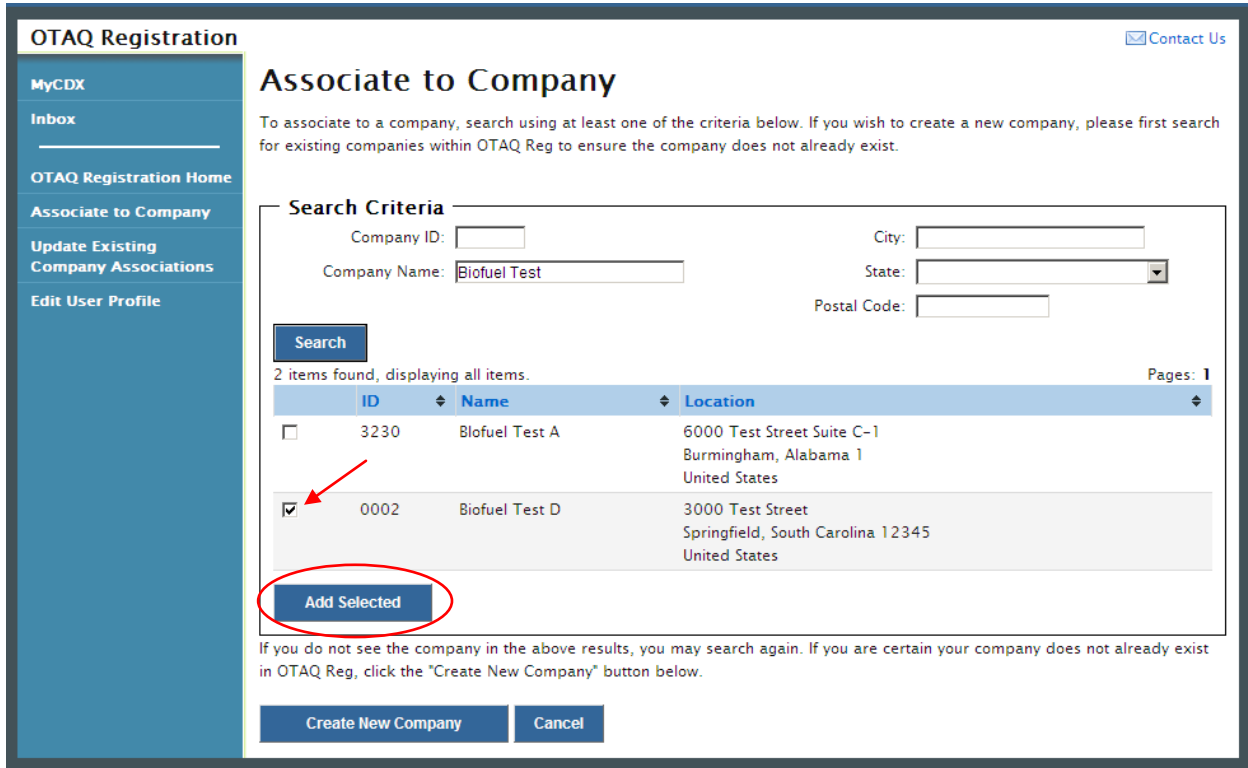 OTAQ Registration
Contact Us
MyCDX
Inbox
OTAQ Registration Home
Associate to Company
Update Existing
Company Associations
Edit User Profile
Associate to Company
To associate to a company, search using at least one of the criteria below. If you wish to create a new company, please first search
for existing companies within OTAQ Reg to ensure the company does not already exist.
Search Criteria
Company ID:
City:
Company Name: Biofuel Test
State:
Postal Code:
Search
2 items found, displaying all items.
Pages: 1
ID Name Location
3230 BIofuel Test A 6000 Test Street Suite C-1
Burmingham, Alabama 1
United States
0002 Biofuel Test D 3000 Test Street
Springfield, South Carolina 12345
United States
Add Selected
If you do not see the company in the above results, you may search again. If you are certain your company does not already exist
in OTAQ Reg, click the "Create New Company" button below.
Create New Company Cancel